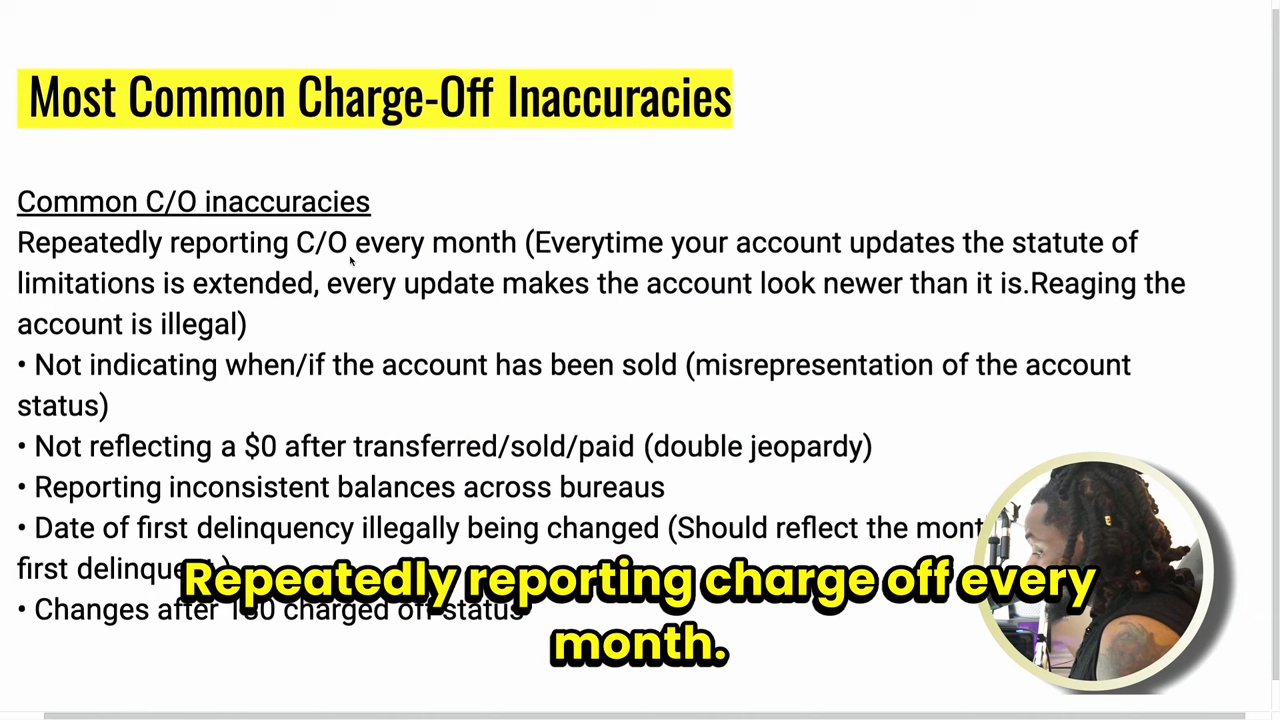 Most Common Charge-Off Inaccuracies
Common C/O inaccuracies
Repeatedly reporting C/O every month (Everytime your account updates the statute of
limitations is extended, every update makes the account look newer than it is.Reaging the
account is illegal)
• Not indicating when/if the account has been sold (misrepresentation of the account
status)
• Not reflecting a $0 after transferred/sold/paid (double jeopardy)
• Reporting inconsistent balances across bureaus
• Date of first delinquency illegally being changed (Should reflect the
first
• Changes after charged off status
Repeatedly reporting charge off every
month.